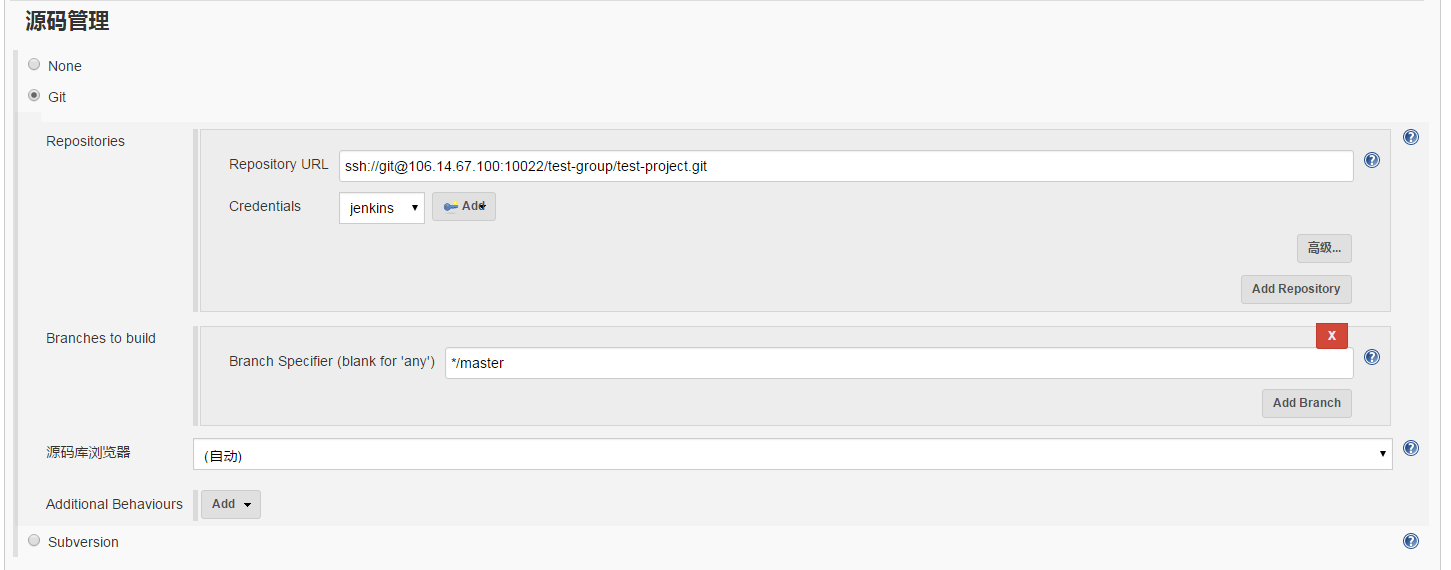 源码管理
None
Git
Repositories
Repository URL ssh://git@106.14.67.100:10022/test-group/test-project.git
Credentials jenkins Add
高级...
Add Repository
Branches to build
X
Branch Specifier (blank for 'any') */master
Add Branch
源码库浏览器 (自动)
Additional Behaviours Add
Subversion